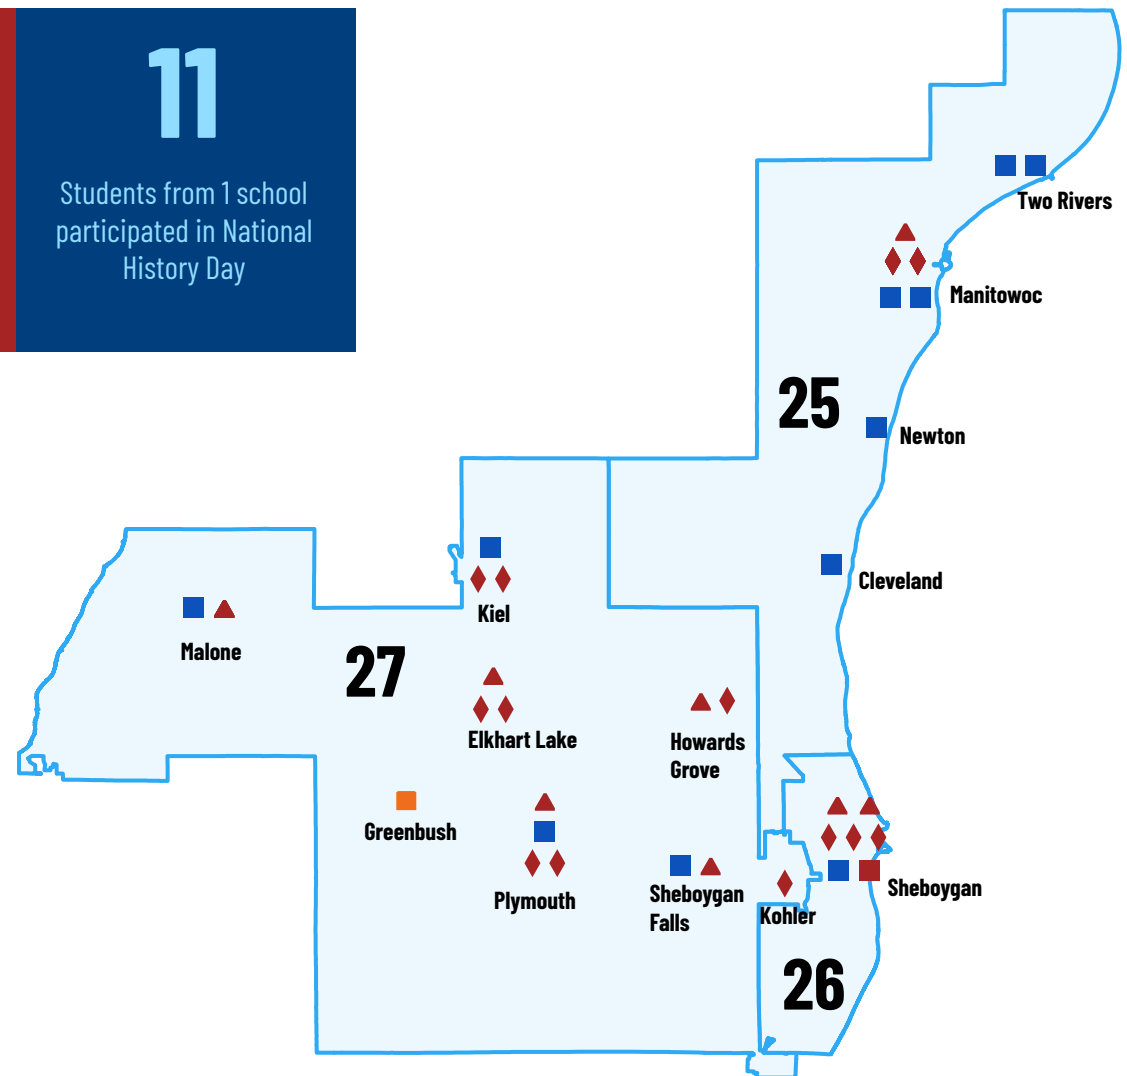 11
Students from 1 school
participated in National
History Day
Two Rivers
Manitowoc
25
Newton
Cleveland
Kiel
Malone
27
Elkhart Lake
Howards
Grove
Greenbush
Plymouth
Sheboygan
Falls
Kohler
Sheboygan
26